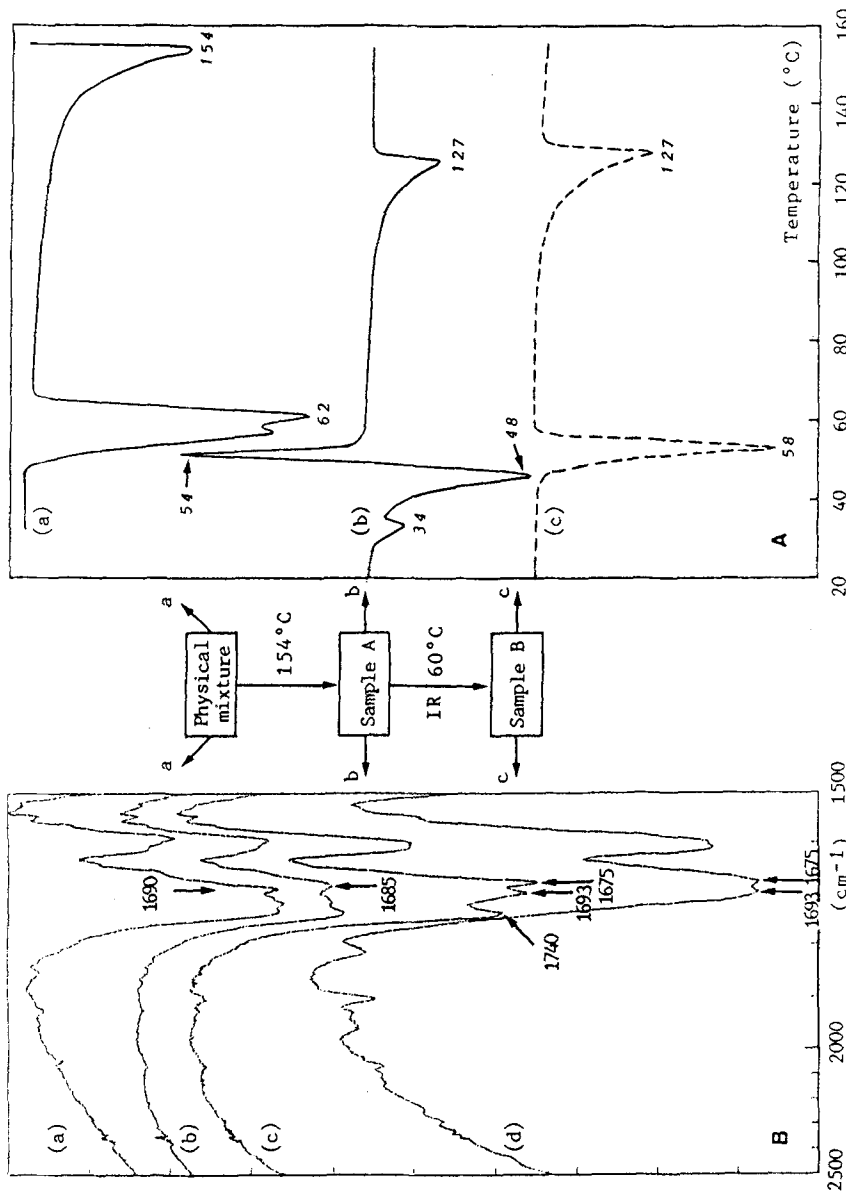 (a)
(b)
(c)
(d)
1690
1685
1693
1675
1740
1693
1675
B
2500
2000
1500
(cm-1)
a
Physical
mixture
a
154°C
b
Sample A
b
IR 60°C
c
Sample B
c
(a)
62
154
54
(b)
34
48
127
(c)
58
127
A
Temperature (°C)
20
40
60
80
100
120
140
160